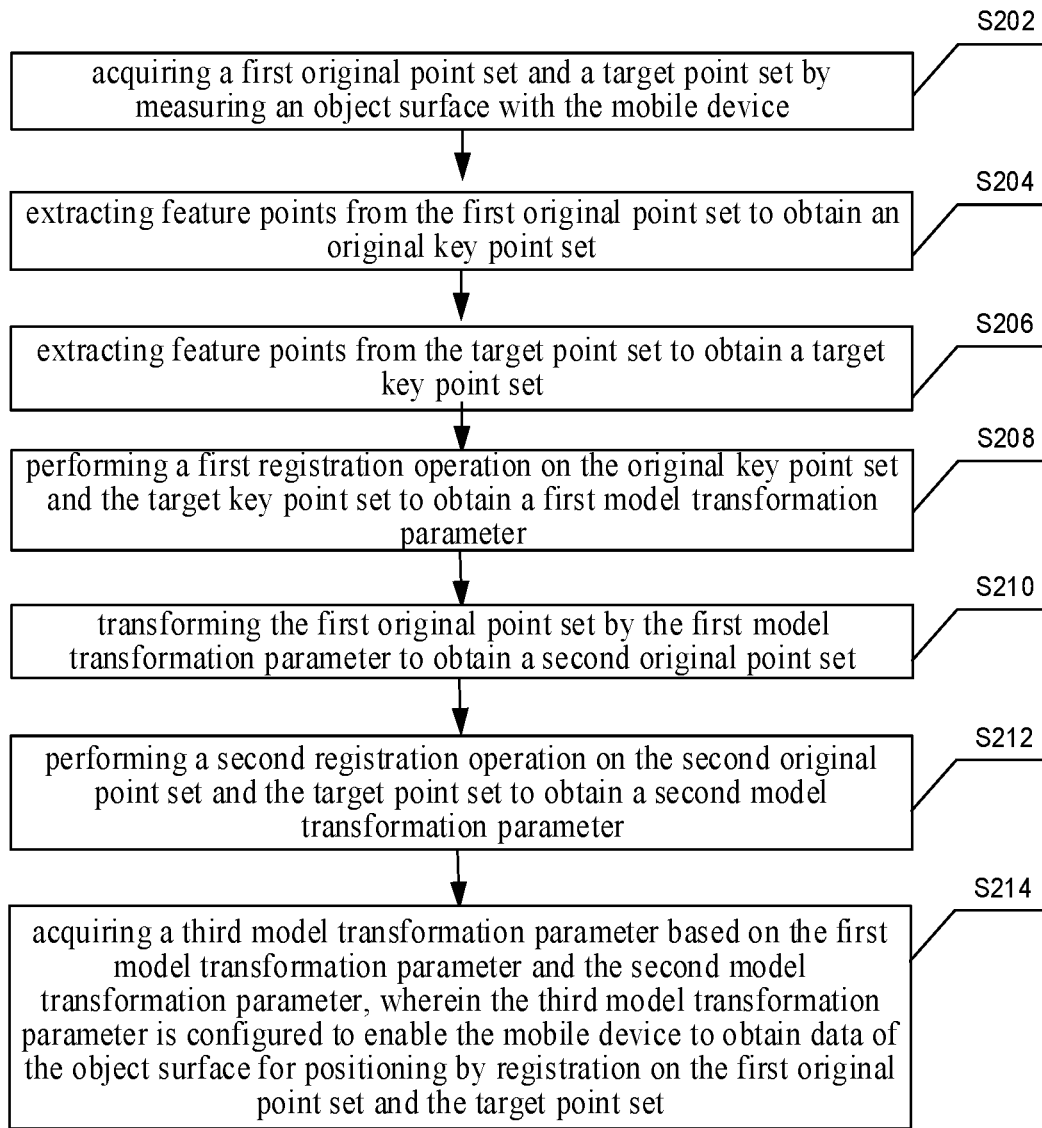 S202
acquiring a first original point set and a target point set by
measuring an object surface with the mobile device
S204
extracting feature points from the first original point set to obtain an
original key point set
S206
extracting feature points from the target point set to obtain a target
key point set
S208
performing a first registration operation on the original key point set
and the target key point set to obtain a first model transformation
parameter
S210
transforming the first original point set by the first model
transformation parameter to obtain a second original point set
S212
performing a second registration operation on the second original
point set and the target point set to obtain a second model
transformation parameter
S214
acquiring a third model transformation parameter based on the first
model transformation parameter and the second model
transformation parameter, wherein the third model transformation
parameter is configured to enable the mobile device to obtain data of
the object surface for positioning by registration on the first original
point set and the target point set